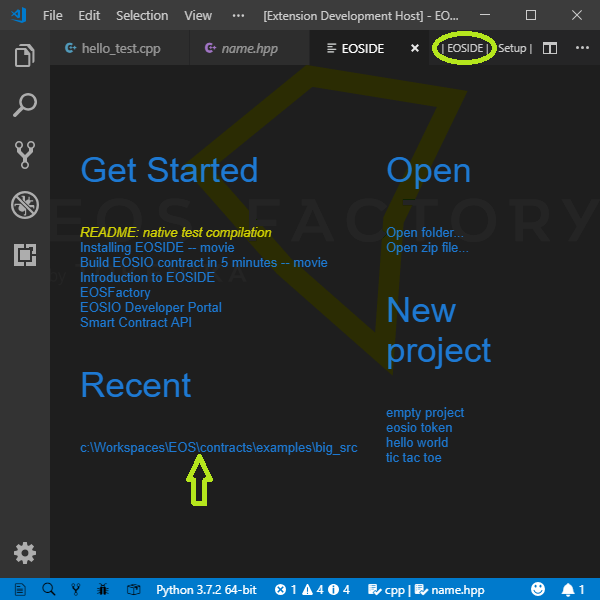 File Edit Selection View ··· [Extension Development Host] - EO...
hello_test.cpp name.hpp EOSIDE | EOSIDE | Setup | ···
EOS FACTORY
by
KA
Get Started
README: native test compilation
Installing EOSIDE -- movie
Build EOSIO contract in 5 minutes -- movie
Introduction to EOSIDE
EOSFactory
EOSIO Developer Portal
Smart Contract API
Recent
c:\Workspaces\EOS\contracts\examples\big_src
Open
Open folder...
Open zip file...
New
project
empty project
eosio token
hello world
tic tac toe
Python 3.7.2 64-bit 1 4 4 cpp | name.hpp 1